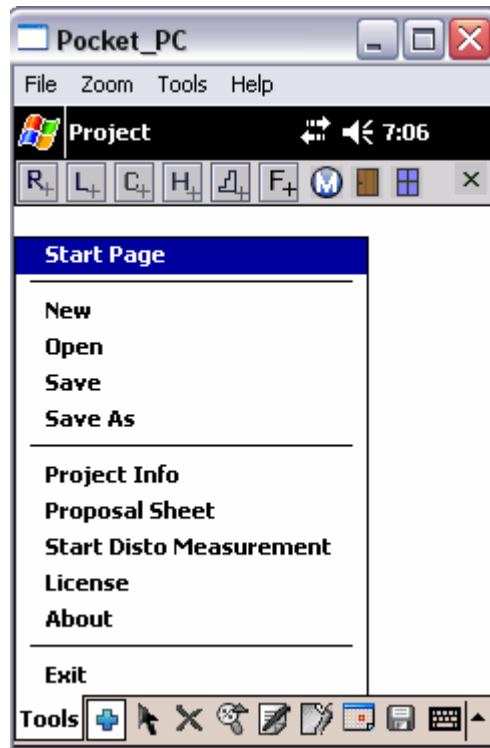 Pocket_PC
File Zoom Tools Help
Project 7:06
R+ L+ C+ H+ F+ M
Start Page
New
Open
Save
Save As
Project Info
Proposal Sheet
Start Disto Measurement
License
About
Exit
Tools